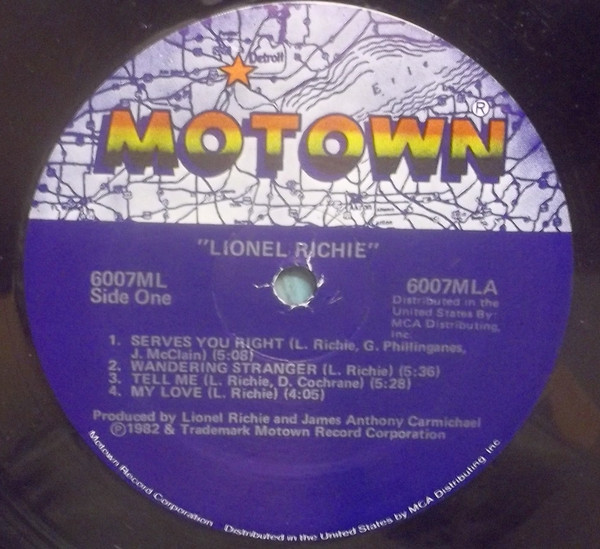 Detroit
Erie
MOTOWN®
"LIONEL RICHIE"
6007ML
Side One
6007MLA
Distributed in the
United States By:
MCA Distributing,
inc.
1. SERVES YOU RIGHT (L. Richie, G. Phillinganes,
J. McClain) (5:08)
2. WANDERING STRANGER (L. Richie) (5:36)
3. TELL ME (L. Richie, D. Cochrane) (5:28)
4. MY LOVE (L. Richie) (4:05)
Produced by Lionel Richie and James Anthony Carmichael
Ⓟ1982 & Trademark Motown Record Corporation
Motown Record Corporation Distributed in the United States by MCA Distributing, inc